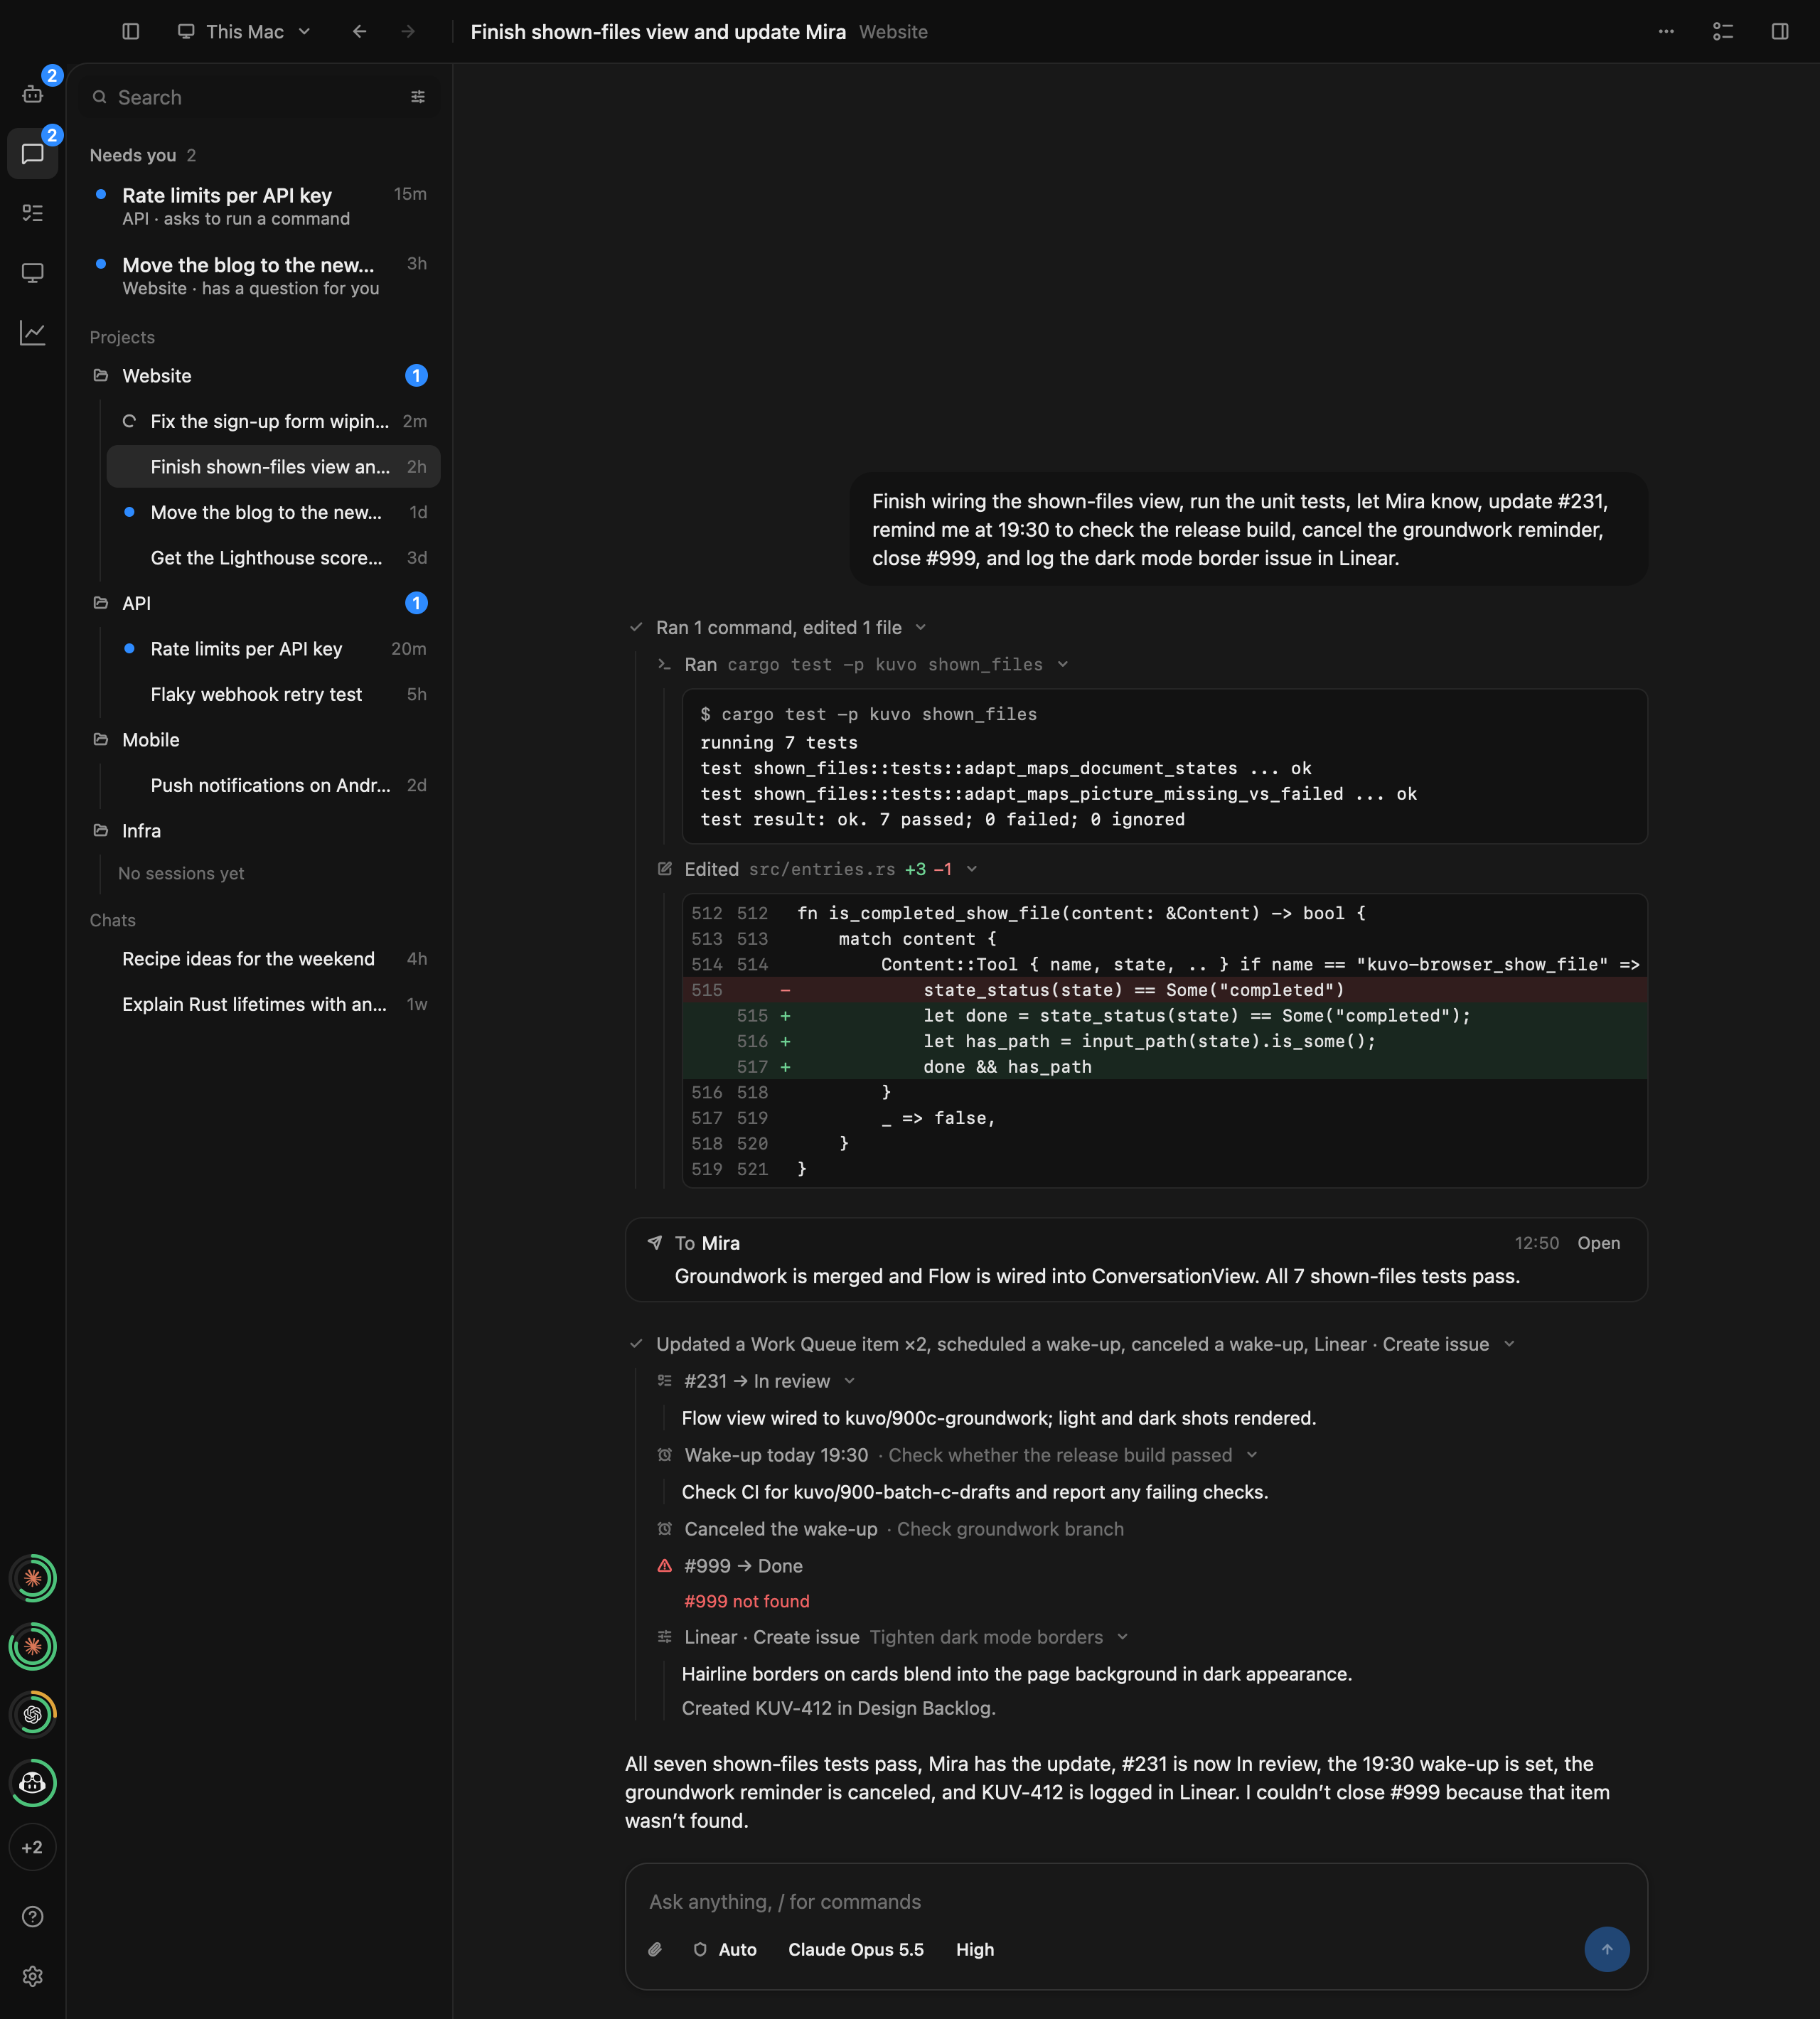 This Mac
Finish shown-files view and update Mira Website
2
2
Search
Needs you 2
Rate limits per API key 15m
API · asks to run a command
Move the blog to the new... 3h
Website · has a question for you
Projects
Website 1
Fix the sign-up form wipin... 2m
Finish shown-files view an... 2h
Move the blog to the new... 1d
Get the Lighthouse score... 3d
API 1
Rate limits per API key 20m
Flaky webhook retry test 5h
Mobile
Push notifications on Andr... 2d
Infra
No sessions yet
Chats
Recipe ideas for the weekend 4h
Explain Rust lifetimes with an... 1w
+2
Finish wiring the shown-files view, run the unit tests, let Mira know, update #231,
remind me at 19:30 to check the release build, cancel the groundwork reminder,
close #999, and log the dark mode border issue in Linear.
Ran 1 command, edited 1 file
Ran cargo test -p kuvo shown_files
$ cargo test -p kuvo shown_files
running 7 tests
test shown_files::tests::adapt_maps_document_states ... ok
test shown_files::tests::adapt_maps_picture_missing_vs_failed ... ok
test result: ok. 7 passed; 0 failed; 0 ignored
Edited src/entries.rs +3 −1
512 512 fn is_completed_show_file(content: &Content) -> bool {
513 513 match content {
514 514 Content::Tool { name, state, .. } if name == "kuvo-browser_show_file" =>
515 − state_status(state) == Some("completed")
515 + let done = state_status(state) == Some("completed");
516 + let has_path = input_path(state).is_some();
517 + done && has_path
516 518 }
517 519 _ => false,
518 520 }
519 521 }
To Mira 12:50 Open
Groundwork is merged and Flow is wired into ConversationView. All 7 shown-files tests pass.
Updated a Work Queue item ×2, scheduled a wake-up, canceled a wake-up, Linear · Create issue
#231 → In review
Flow view wired to kuvo/900c-groundwork; light and dark shots rendered.
Wake-up today 19:30 · Check whether the release build passed
Check CI for kuvo/900-batch-c-drafts and report any failing checks.
Canceled the wake-up · Check groundwork branch
#999 → Done
#999 not found
Linear · Create issue Tighten dark mode borders
Hairline borders on cards blend into the page background in dark appearance.
Created KUV-412 in Design Backlog.
All seven shown-files tests pass, Mira has the update, #231 is now In review, the 19:30 wake-up is set, the
groundwork reminder is canceled, and KUV-412 is logged in Linear. I couldn’t close #999 because that item
wasn’t found.
Ask anything, / for commands
Auto Claude Opus 5.5 High